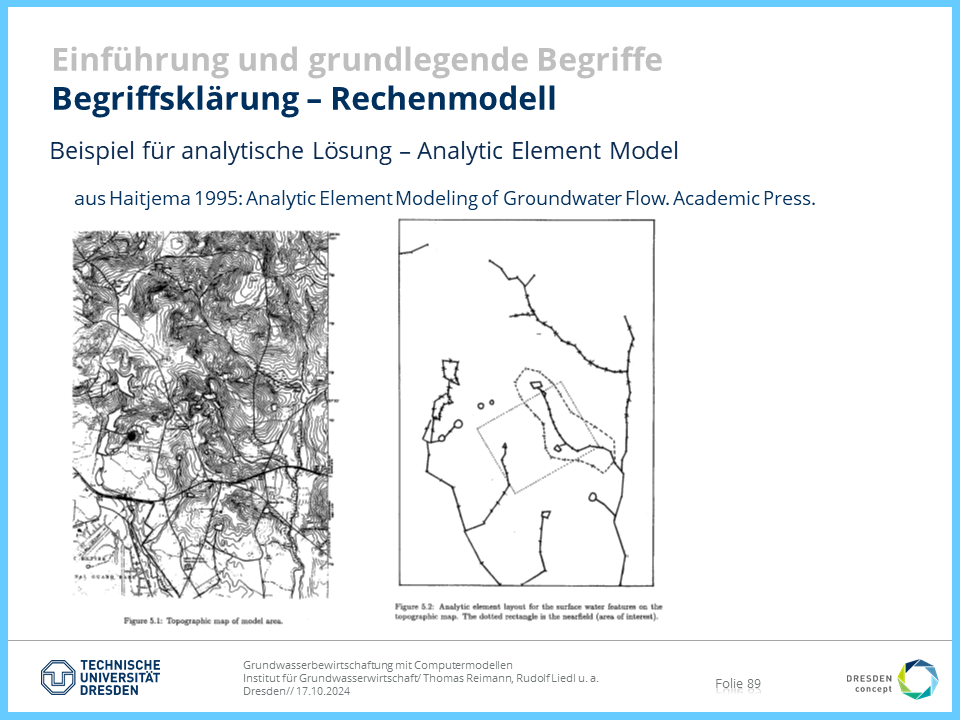 Einführung und grundlegende Begriffe
Begriffsklärung – Rechenmodell
Beispiel für analytische Lösung – Analytic Element Model
aus Haitjema 1995: Analytic Element Modeling of Groundwater Flow. Academic Press.
Figure 5.1: Topographic map of model area.
Figure 5.2: Analytic element layout for the surface water features on the
topographic map. The dotted rectangle is the nearfield (area of interest).
TECHNISCHE
UNIVERSITÄT
DRESDEN
Grundwasserbewirtschaftung mit Computermodellen
Institut für Grundwasserwirtschaft/ Thomas Reimann, Rudolf Liedl u. a.
Dresden// 17.10.2024
Folie 89
DRESDEN
concept